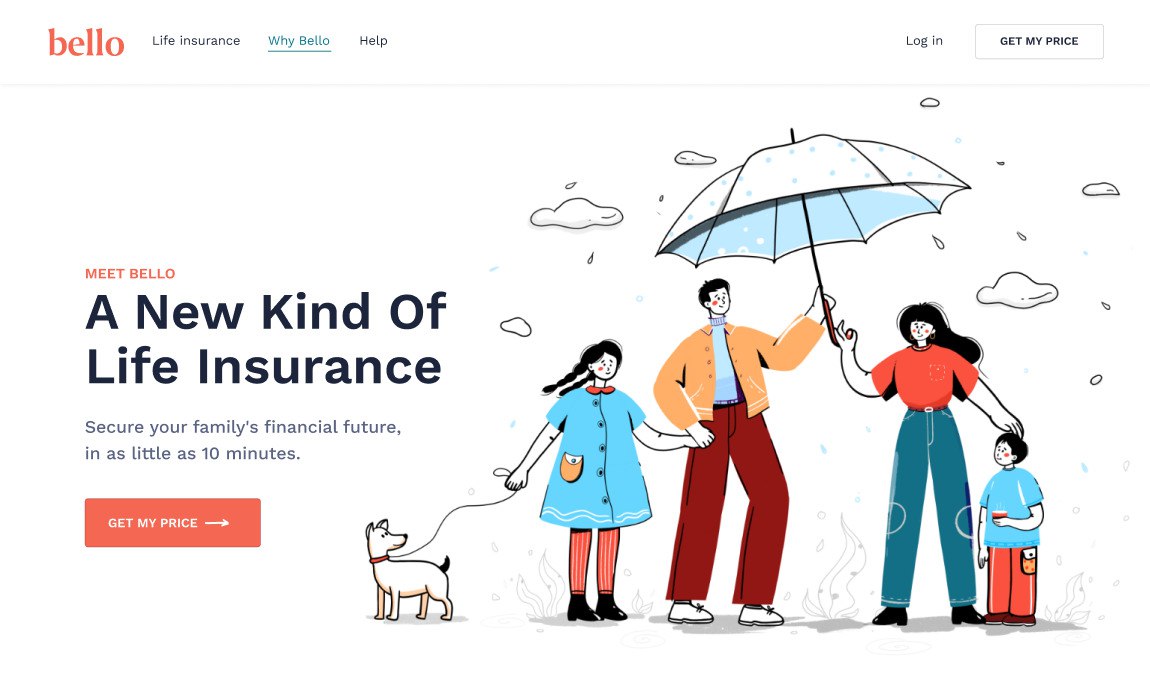 bello
Life insurance
Why Bello
Help
Log in
GET MY PRICE
MEET BELLO
A New Kind Of
Life Insurance
Secure your family's financial future,
in as little as 10 minutes.
GET MY PRICE